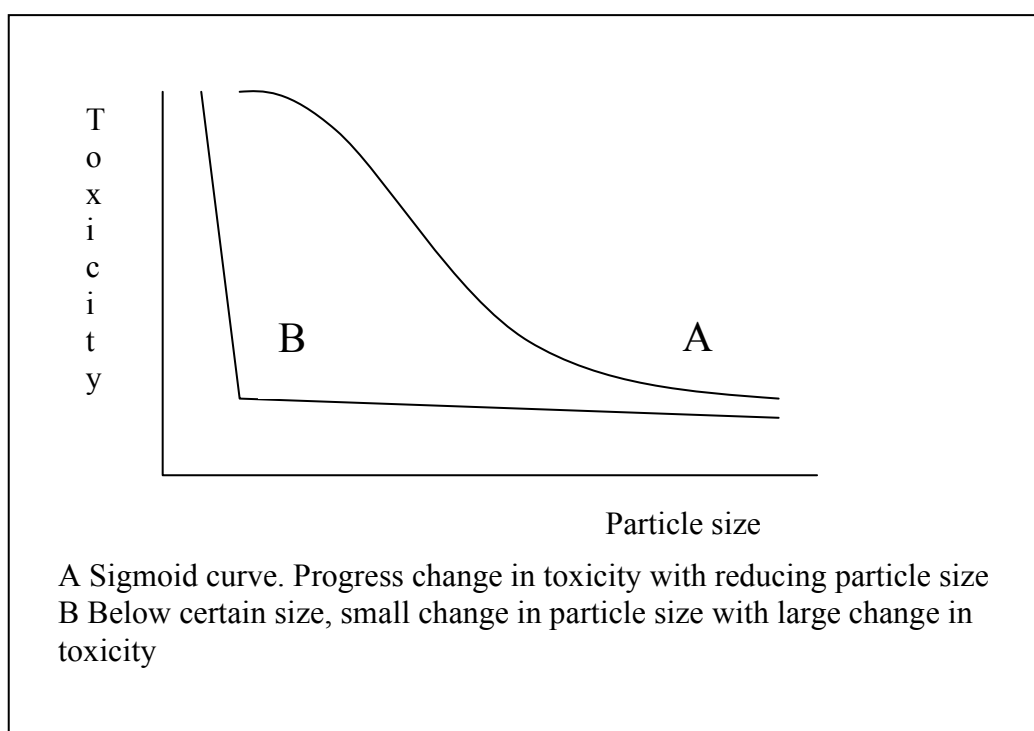 Toxicity
B
A
Particle size
A Sigmoid curve. Progress change in toxicity with reducing particle size
B Below certain size, small change in particle size with large change in
toxicity